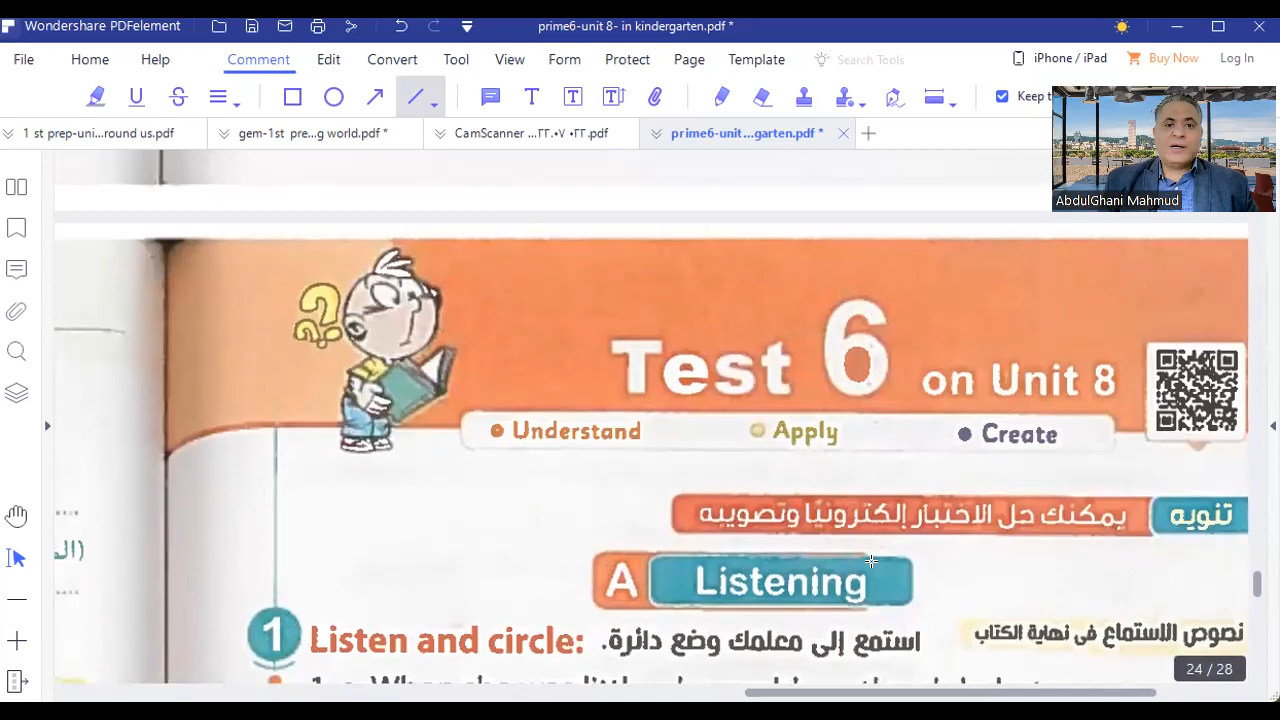 Wondershare PDFelement
prime6-unit 8- in kindergarten.pdf *
File Home Help Comment Edit Convert Tool View Form Protect Page Template Search Tools iPhone / iPad Buy Now Log In
Keep
1 st prep-uni...round us.pdf
gem-1st pre...g world.pdf *
CamScanner
prime6-unit...garten.pdf *
AbdulGhani Mahmud
Test 6 on Unit 8
Understand Apply Create
تنويه يمكنك حل الاختبار إلكترونيًا وتصويبه
A Listening
1 Listen and circle: استمع إلى معلمك وضع دائرة.
نصوص الاستماع فى نهاية الكتاب
24 / 28